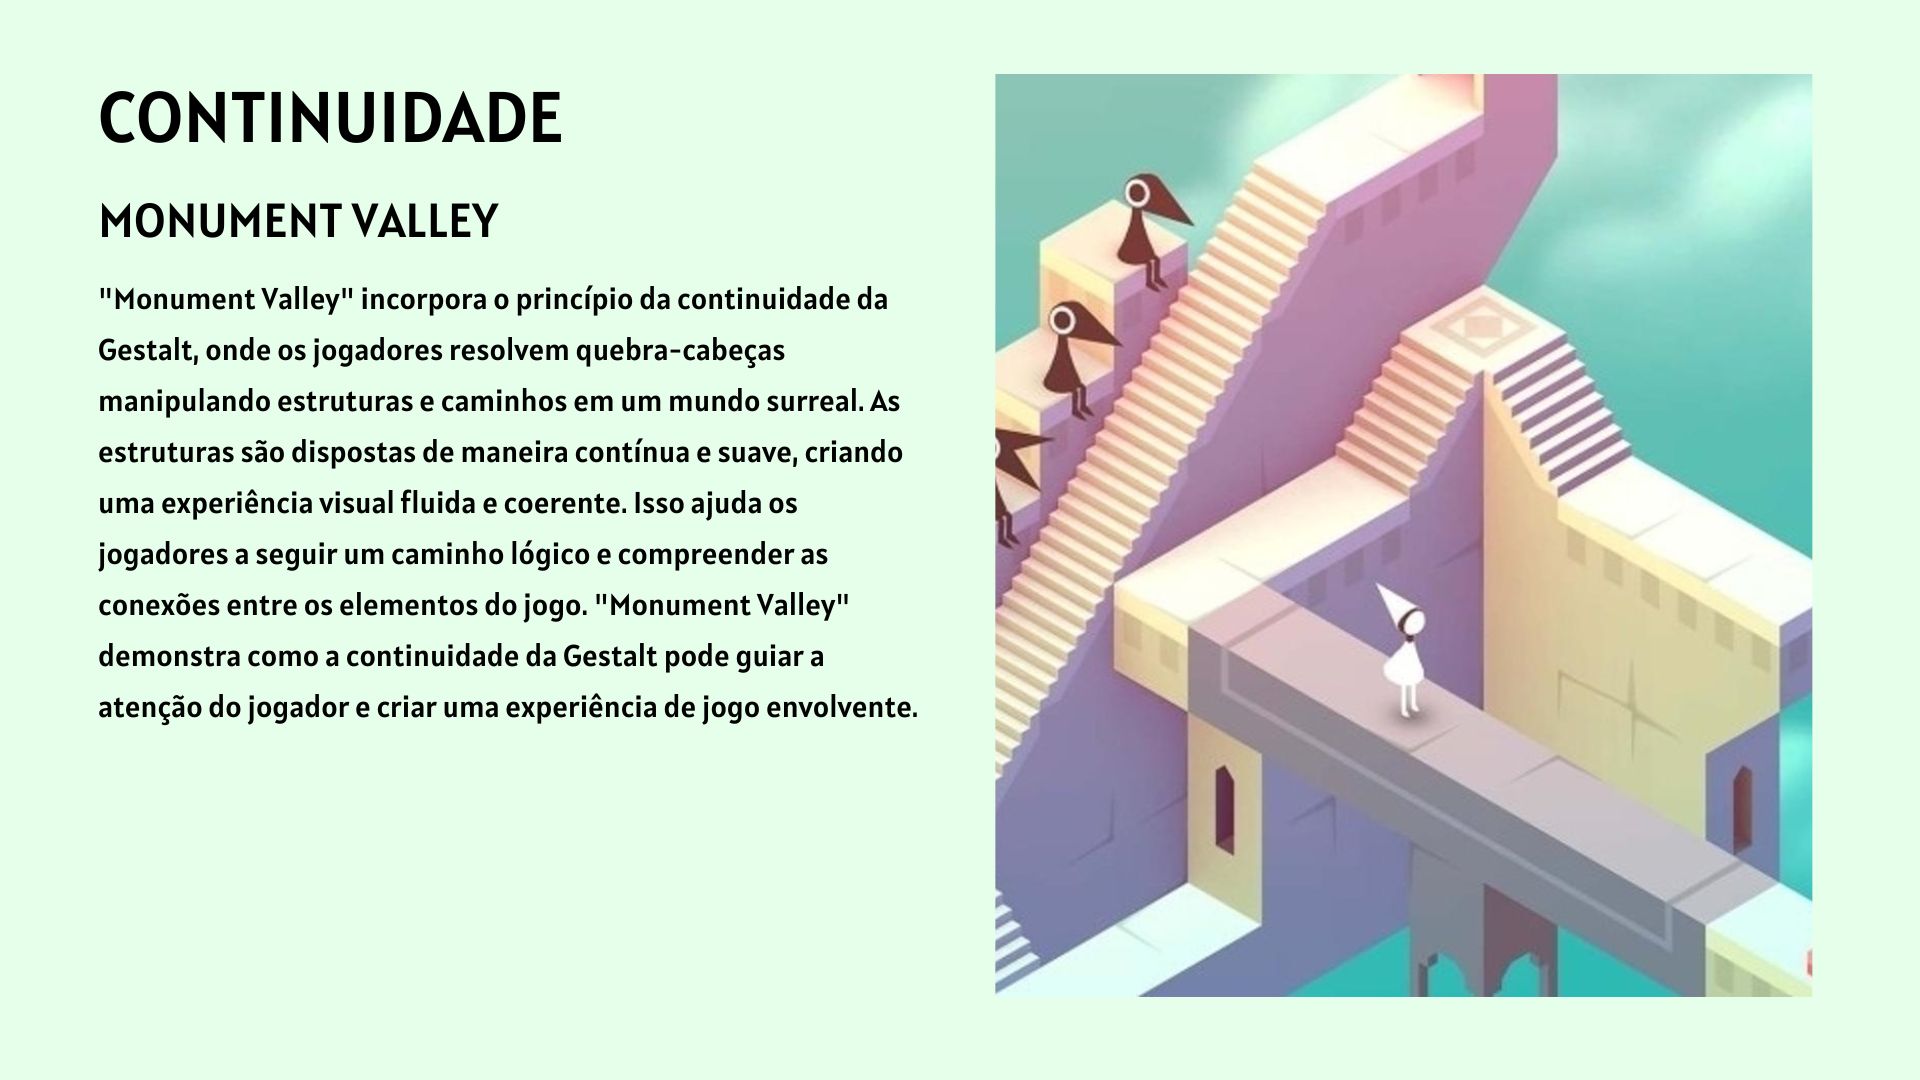 CONTINUIDADE
MONUMENT VALLEY
"Monument Valley" incorpora o princípio da continuidade da
Gestalt, onde os jogadores resolvem quebra-cabeças
manipulando estruturas e caminhos em um mundo surreal. As
estruturas são dispostas de maneira contínua e suave, criando
uma experiência visual fluida e coerente. Isso ajuda os
jogadores a seguir um caminho lógico e compreender as
conexões entre os elementos do jogo. "Monument Valley"
demonstra como a continuidade da Gestalt pode guiar a
atenção do jogador e criar uma experiência de jogo envolvente.